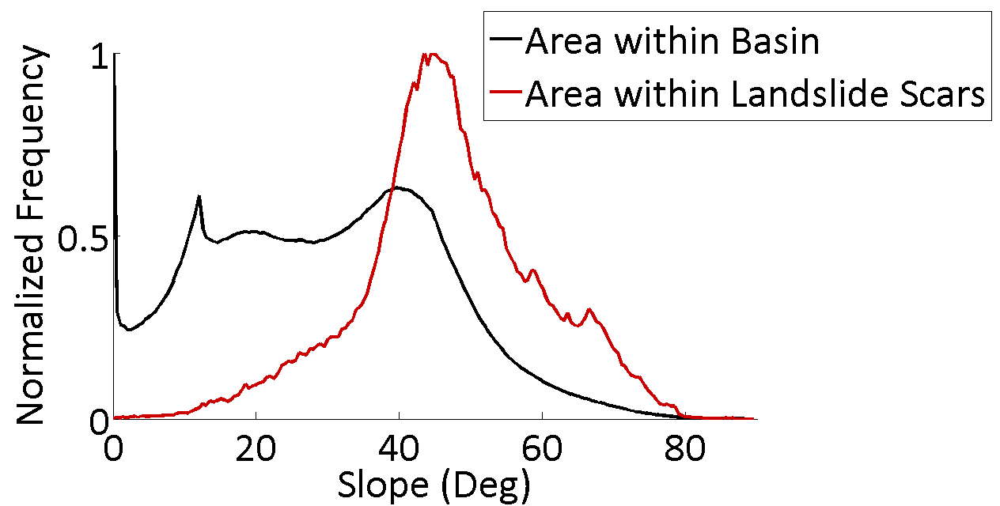 Area within Basin
Area within Landslide Scars
Normalized Frequency
1
0.5
0
0 20 40 60 80
Slope (Deg)